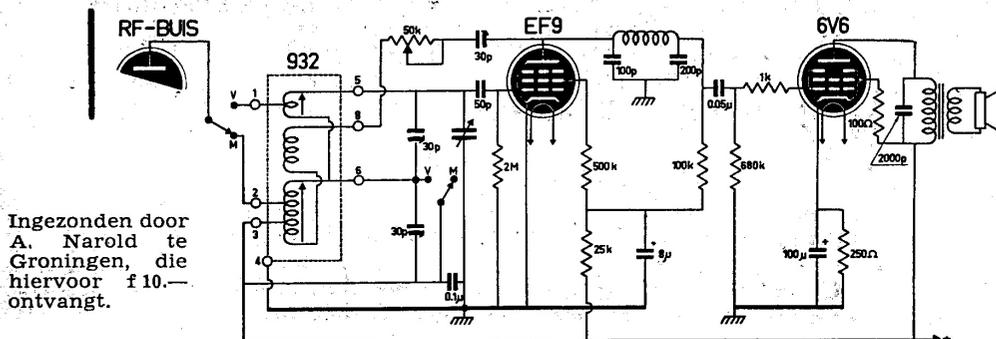 RF-BUIS
932
50k
30p
EF9
100p
200p
6V6
V
M
1
2
3
4
5
8
6
30p
50p
V
M
30p
0.1µ
2M
500k
25k
8µ
+
100k
0.05µ
1k
680k
100Ω
2000p
100µ
+
250Ω
+
Ingezonden door
A. Narold te
Groningen, die
hiervoor f 10.—
ontvangt.